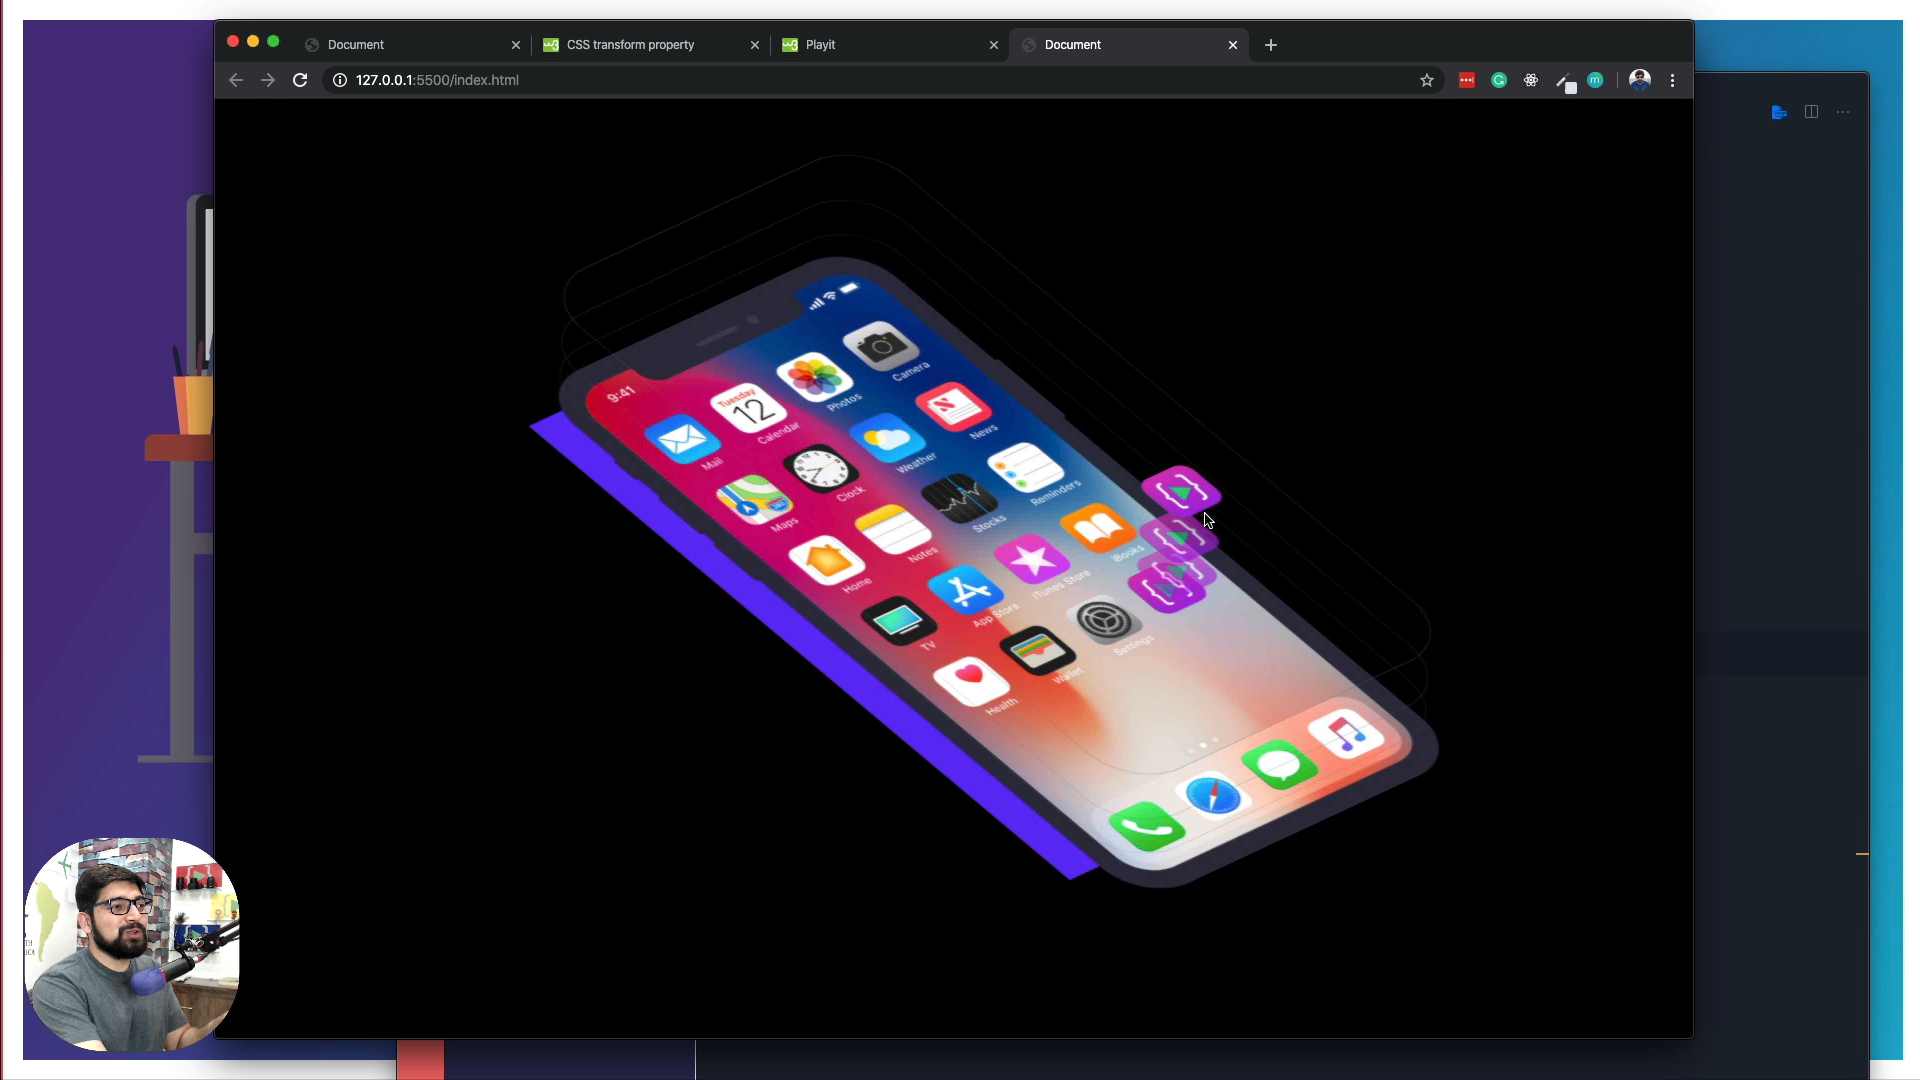 Document
CSS transform property
Playit
Document
127.0.0.1:5500/index.html
9:41
Mail
Tuesday
12
Calendar
Photos
Camera
Maps
Clock
Weather
News
Home
Notes
Stocks
Reminders
TV
App Store
iTunes Store
iBooks
Health
Wallet
Settings